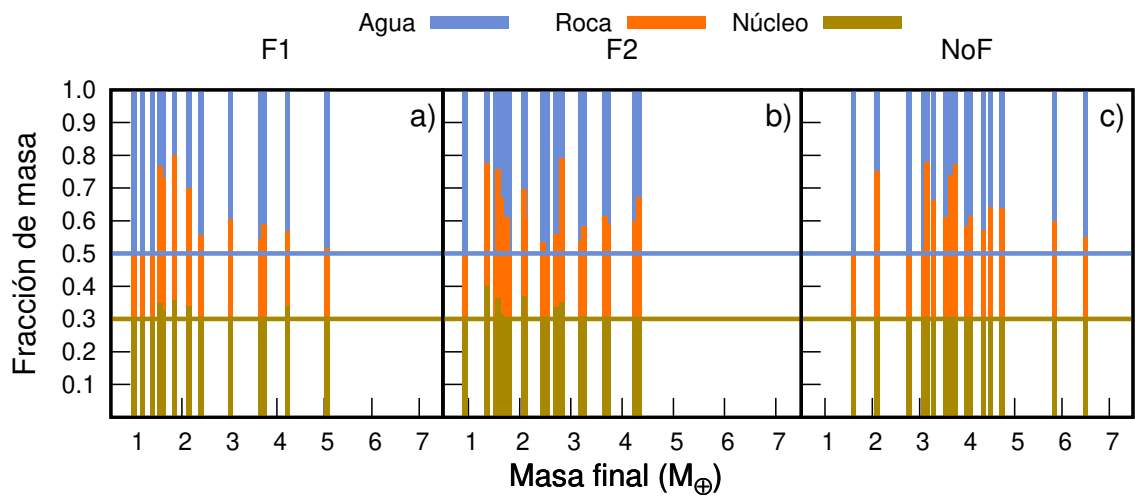 Agua Roca Núcleo
F1 F2 NoF
a) b) c)
Fracción de masa
1.0
0.9
0.8
0.7
0.6
0.5
0.4
0.3
0.2
0.1
1 2 3 4 5 6 7 1 2 3 4 5 6 7 1 2 3 4 5 6 7
Masa final (M⊕)